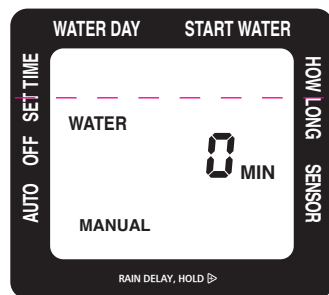 WATER DAY START WATER
SET TIME
OFF
AUTO
HOW LONG
SENSOR
WATER
0 MIN
MANUAL
RAIN DELAY, HOLD